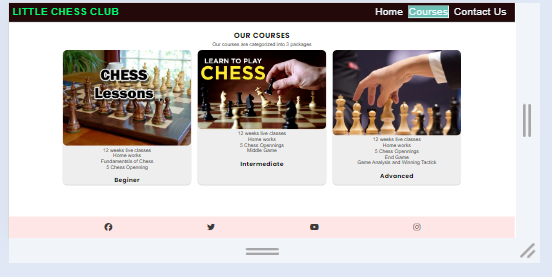 LITTLE CHESS CLUB
Home Courses Contact Us
OUR COURSES
Our courses are categorized into 3 packages
CHESS
Lessons
12 weeks live classes
Home works
Fundamentals of Chess
5 Chess Openning
Beginer
LEARN TO PLAY
CHESS
12 weeks live classes
Home works
5 Chess Openings
Middle Game
Intermediate
12 weeks live classes
Home works
5 Chess Opennings
End Game
Game Analysis and Winning Tactick
Advanced